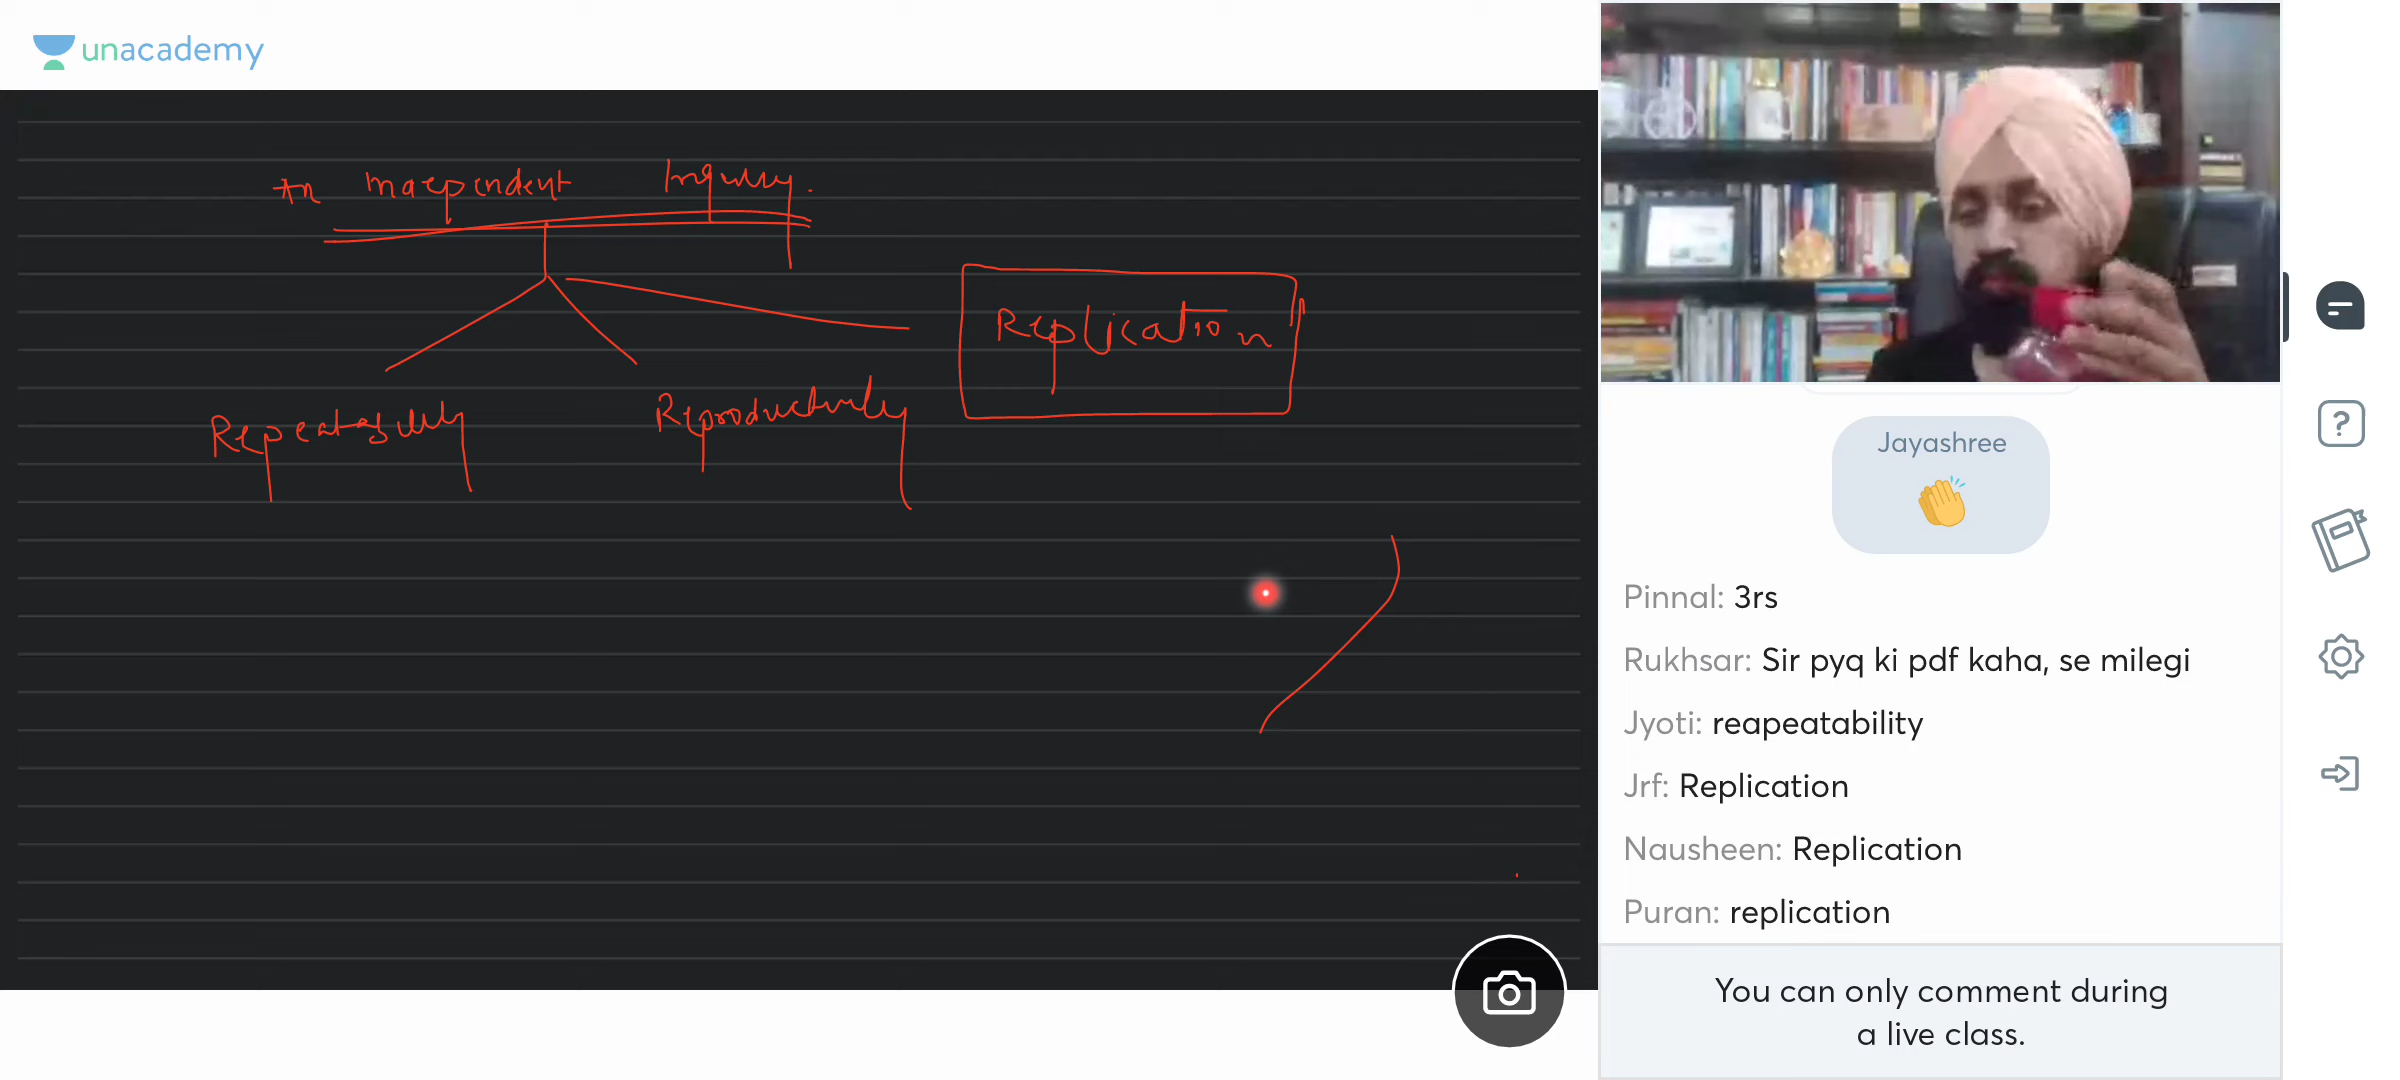 unacademy
An Independent Inquiry.
Replication
Repeatability Reproductivity
Jayashree
Pinnal: 3rs
Rukhsar: Sir pyq ki pdf kaha, se milegi
Jyoti: reapeatability
Jrf: Replication
Nausheen: Replication
Puran: replication
You can only comment during
a live class.